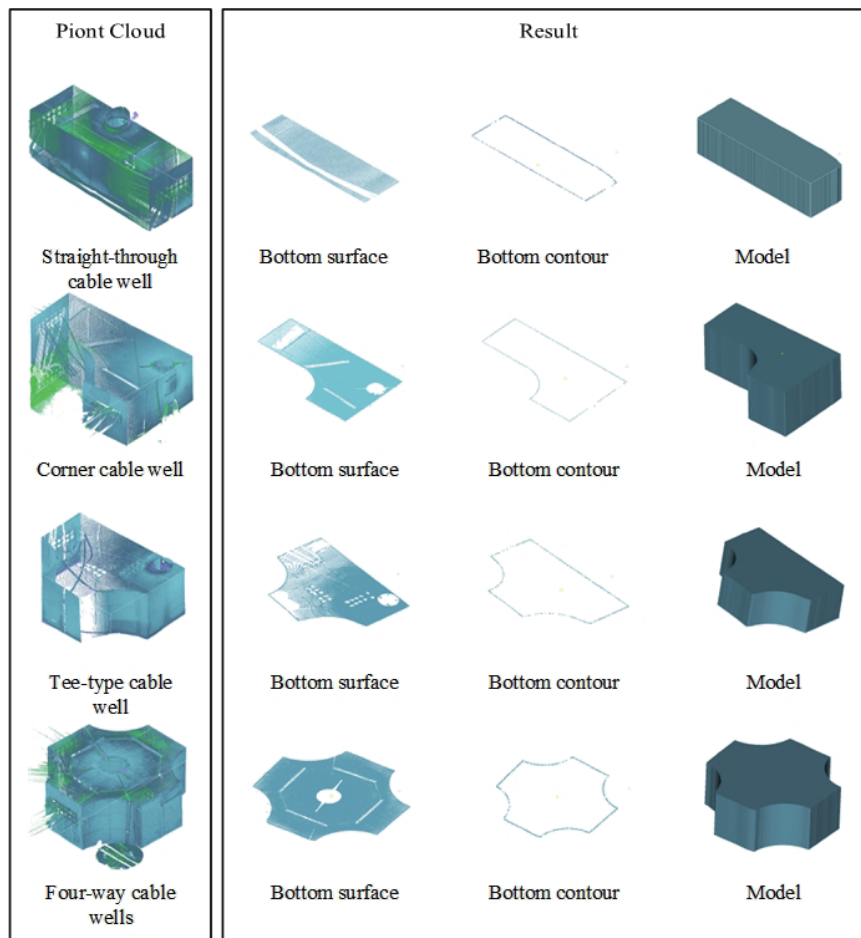 Piont Cloud
Result
Straight-through
cable well
Bottom surface
Bottom contour
Model
Corner cable well
Bottom surface
Bottom contour
Model
Tee-type cable
well
Bottom surface
Bottom contour
Model
Four-way cable
wells
Bottom surface
Bottom contour
Model